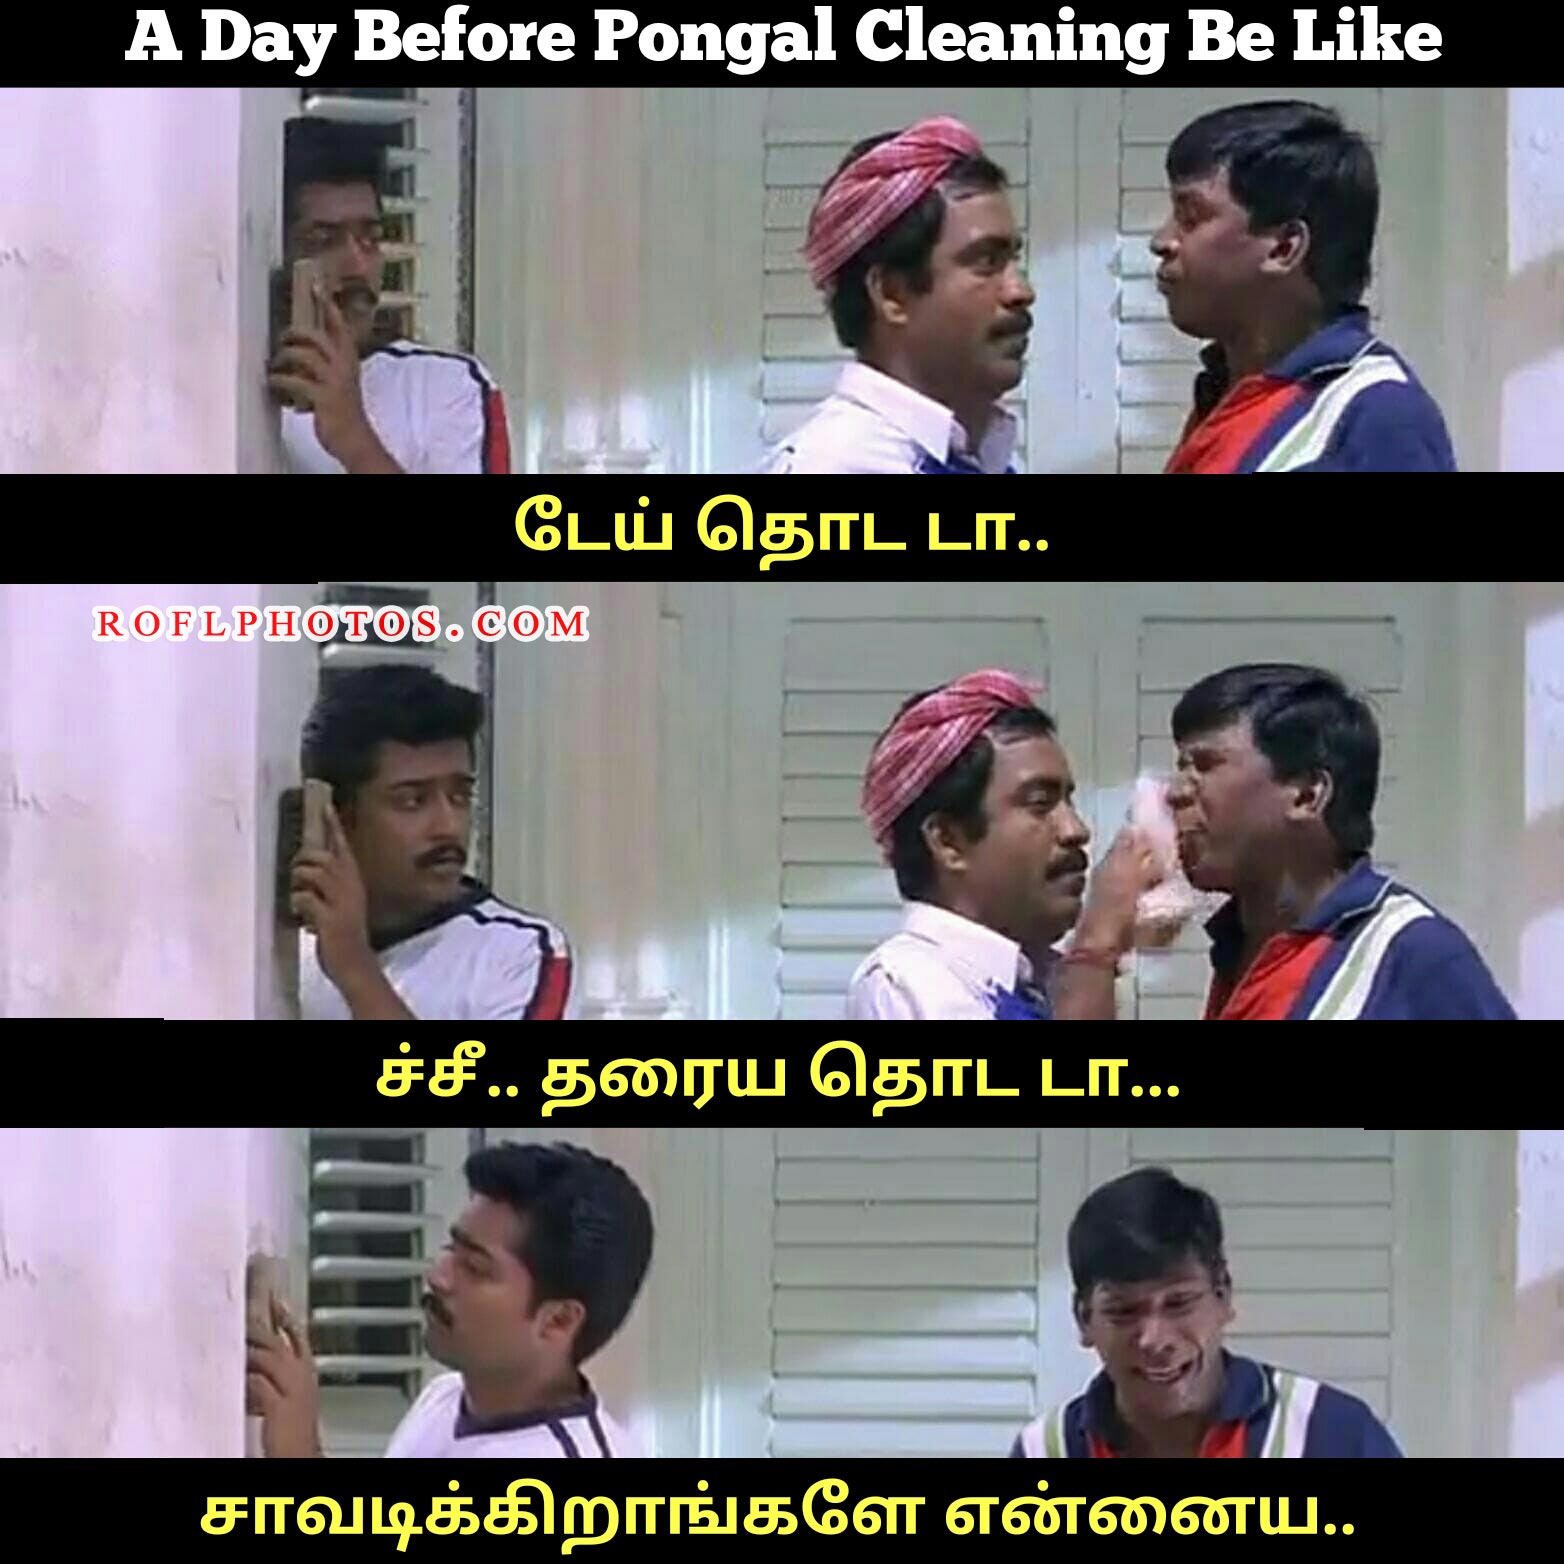 A Day Before Pongal Cleaning Be Like
டேய் தொட டா..
ROFLPHOTOS.COM
ச்சீ.. தரைய தொட டா...
சாவடிக்கிறாங்களே என்னைய..